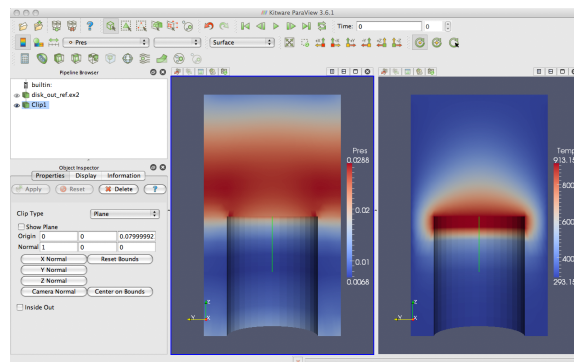 Kitware ParaView 3.6.1
Time: 0 0
Pres Surface
Pipeline Browser
builtin:
disk_out_ref.ex2
Clip1
Object Inspector
Properties Display Information
Apply Reset Delete ?
Clip Type Plane
Show Plane
Origin 0 0 0.07999992
Normal 1 0 0
X Normal Reset Bounds
Y Normal
Z Normal
Camera Normal Center on Bounds
Inside Out
Pres
0.0288
0.02
0.01
0.0068
Z
Y X
Temp
913.15
800
600
400
293.15
Z
Y X